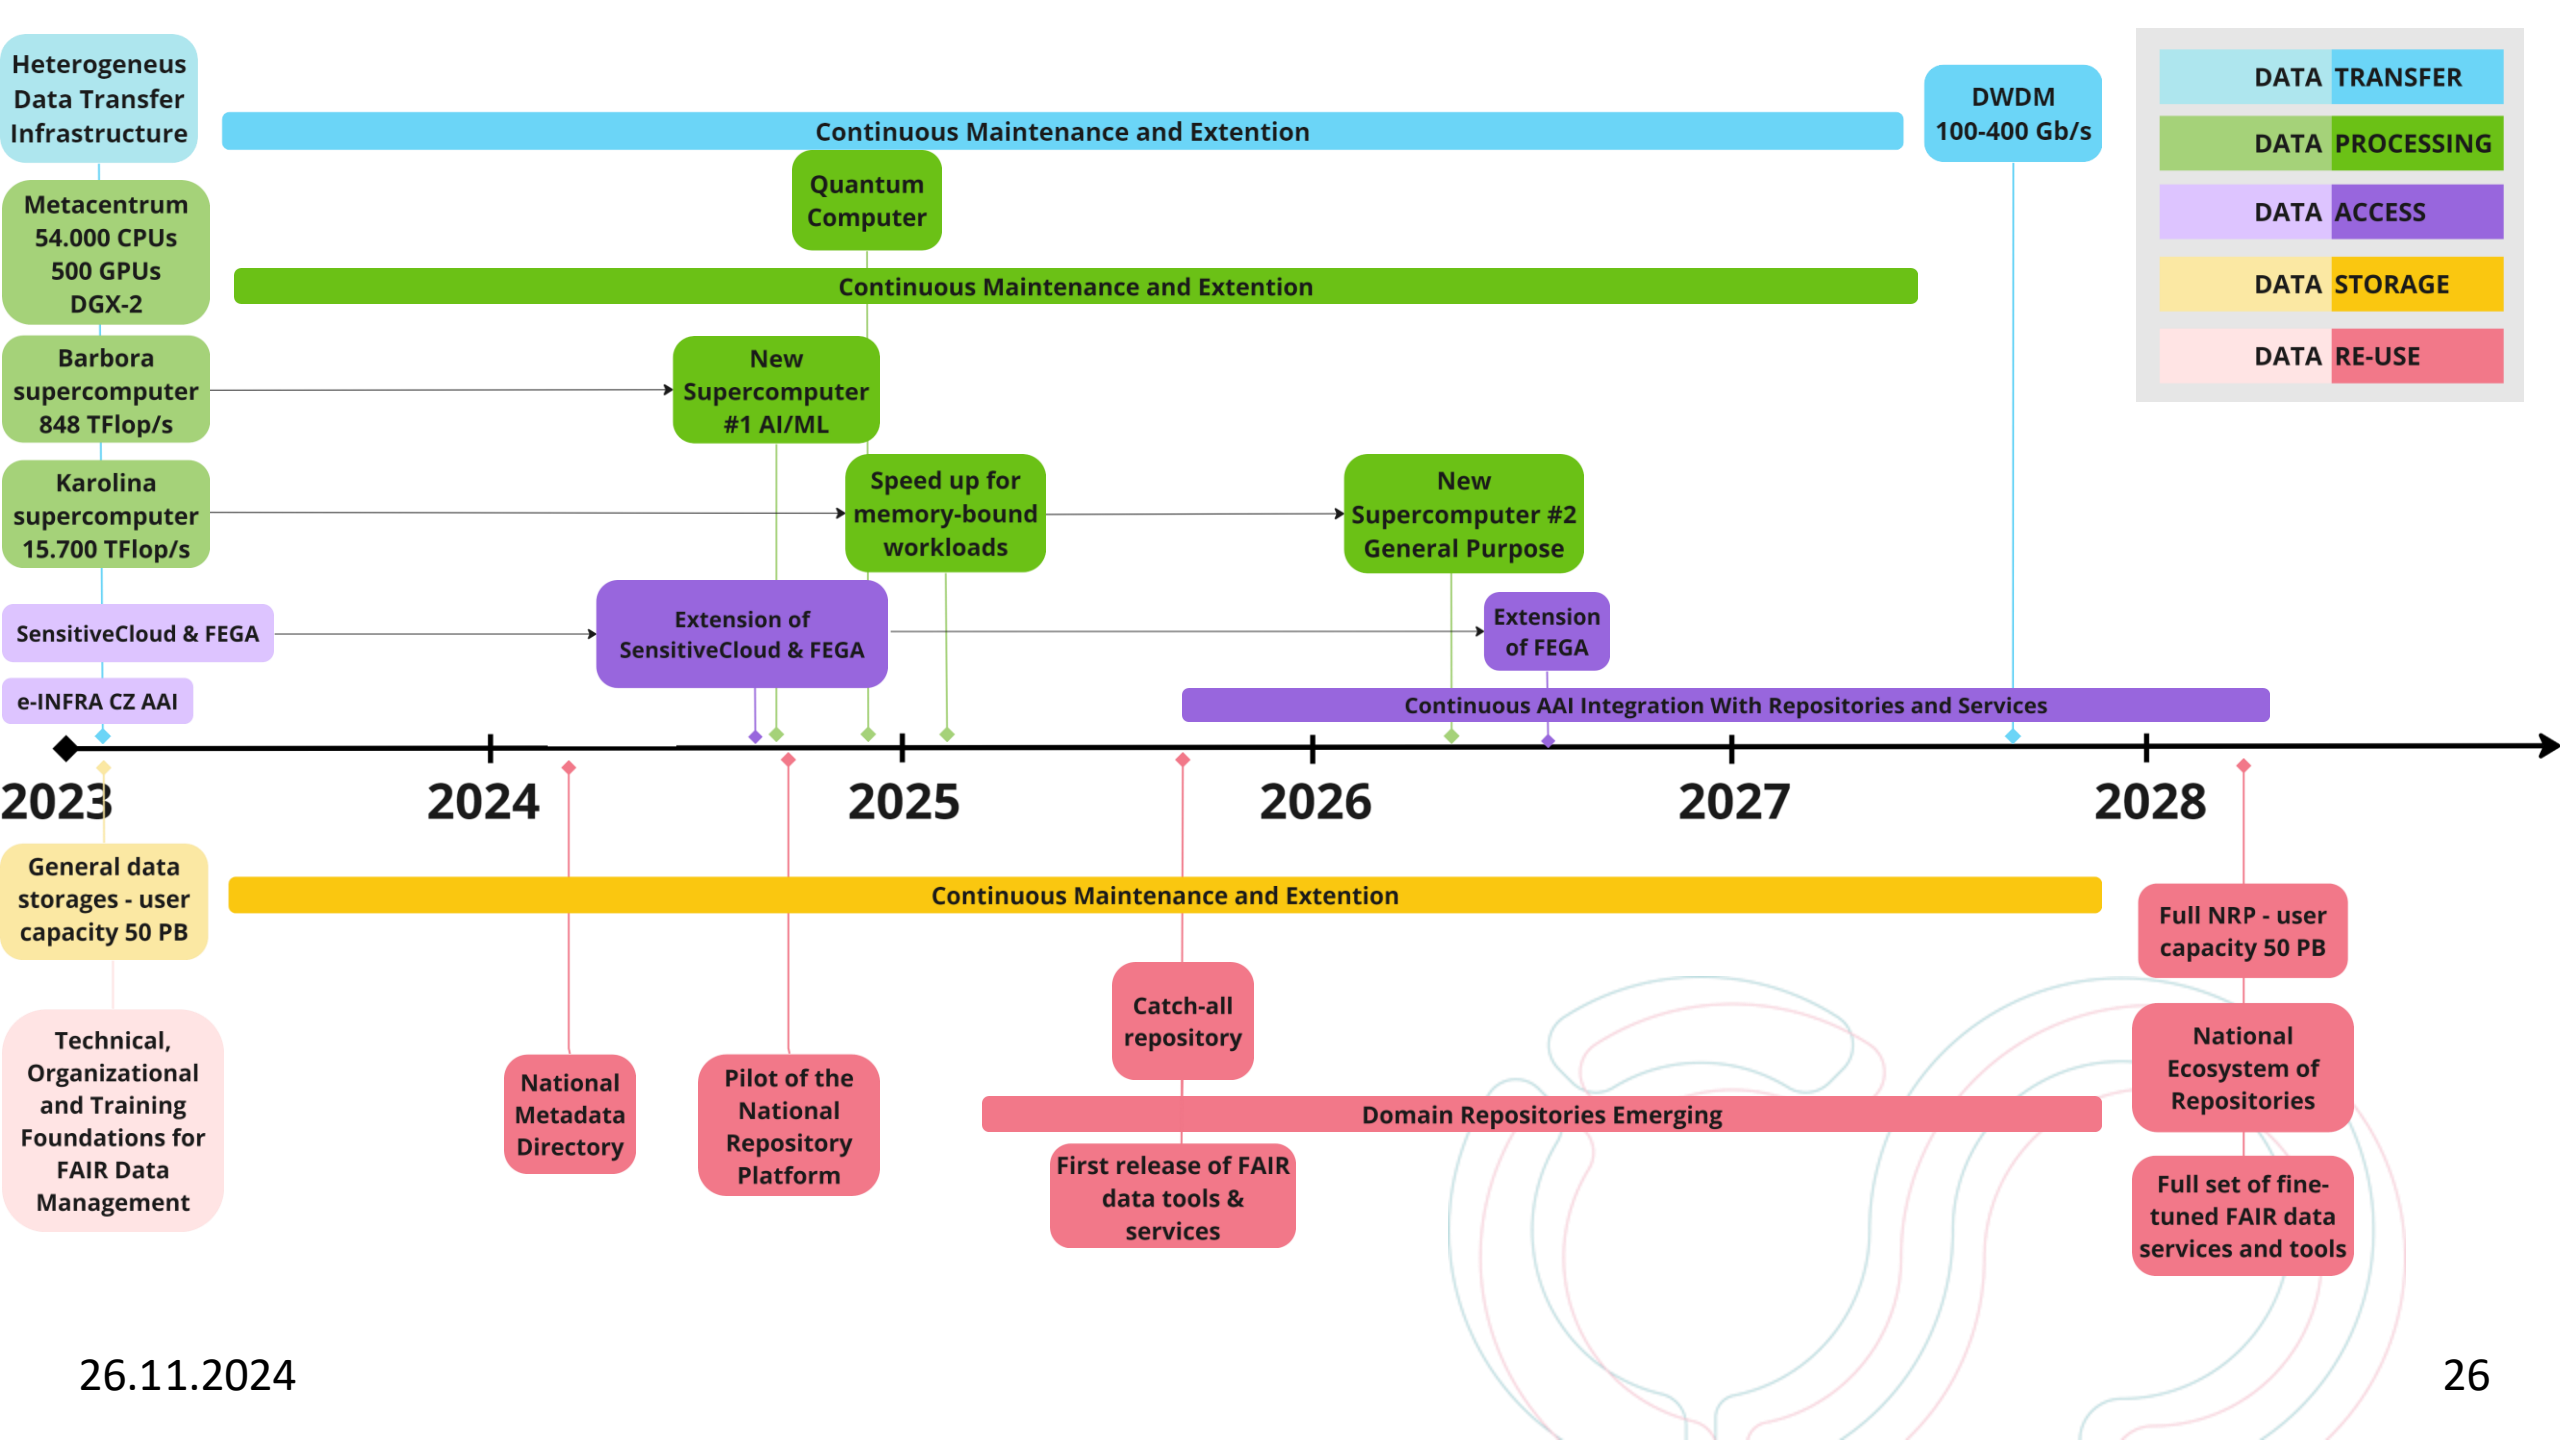 Heterogeneus
Data Transfer
Infrastructure
Continuous Maintenance and Extention
DWDM
100-400 Gb/s
DATA TRANSFER
DATA PROCESSING
DATA ACCESS
DATA STORAGE
DATA RE-USE
Metacentrum
54.000 CPUs
500 GPUs
DGX-2
Quantum
Computer
Continuous Maintenance and Extention
Barbora
supercomputer
848 TFlop/s
New
Supercomputer
#1 AI/ML
Karolina
supercomputer
15.700 TFlop/s
Speed up for
memory-bound
workloads
New
Supercomputer #2
General Purpose
SensitiveCloud & FEGA
Extension of
SensitiveCloud & FEGA
Extension
of FEGA
e-INFRA CZ AAI
Continuous AAI Integration With Repositories and Services
2023
2024
2025
2026
2027
2028
General data
storages - user
capacity 50 PB
Continuous Maintenance and Extention
Full NRP - user
capacity 50 PB
Technical,
Organizational
and Training
Foundations for
FAIR Data
Management
National
Metadata
Directory
Pilot of the
National
Repository
Platform
Catch-all
repository
Domain Repositories Emerging
First release of FAIR
data tools &
services
National
Ecosystem of
Repositories
Full set of fine-
tuned FAIR data
services and tools
26.11.2024
26